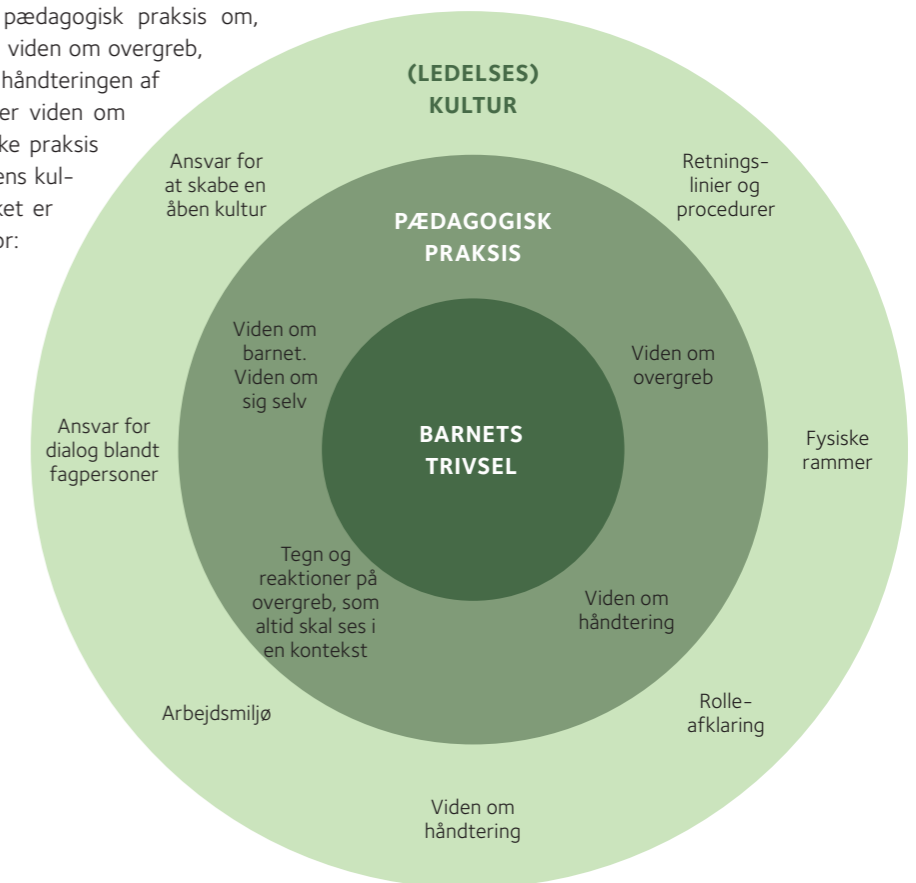 pædagogisk praksis om,
viden om overgreb,
håndteringen af
er viden om
ke praksis
ens kul-
ket er
or:
(LEDELSES)
KULTUR
Ansvar for
at skabe en
åben kultur
Retnings-
linier og
procedurer
PÆDAGOGISK
PRAKSIS
Viden om
barnet.
Viden om
sig selv
Viden om
overgreb
BARNETS
TRIVSEL
Ansvar for
dialog blandt
fagpersoner
Fysiske
rammer
Tegn og
reaktioner på
overgreb, som
altid skal ses i
en kontekst
Viden om
håndtering
Arbejdsmiljø
Rolle-
afklaring
Viden om
håndtering